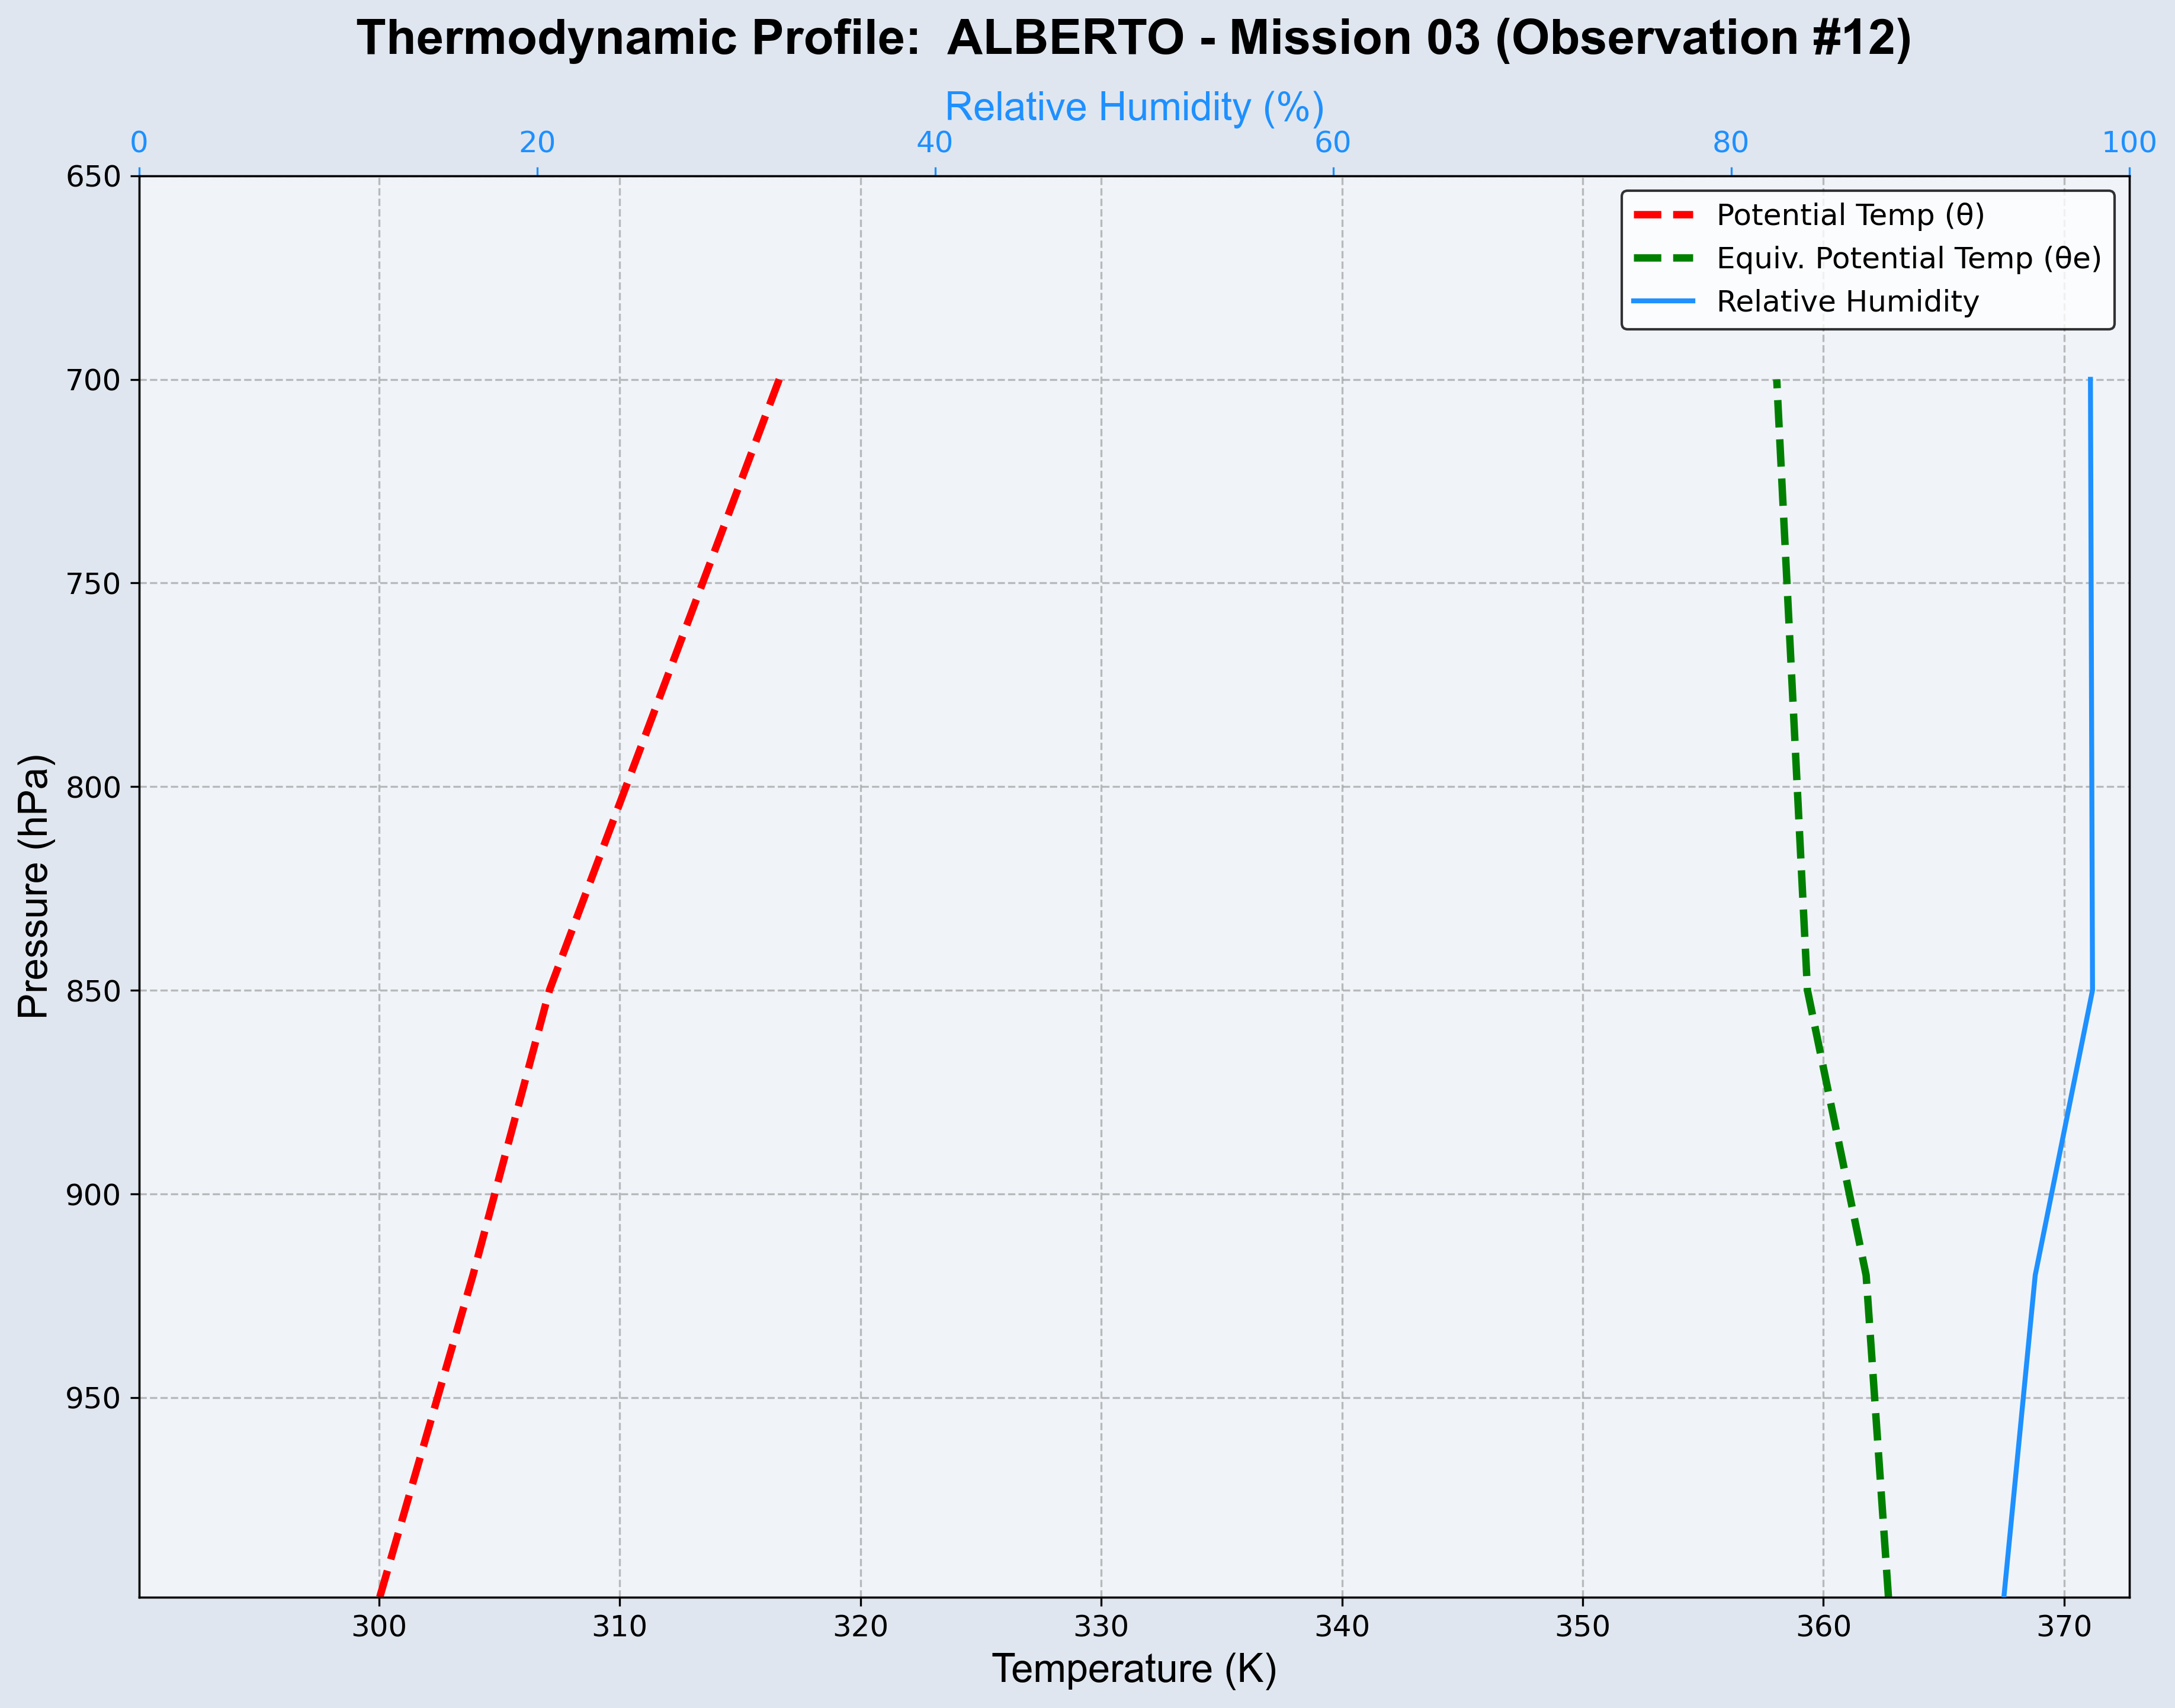 Thermodynamic Profile:  ALBERTO - Mission 03 (Observation #12)
Relative Humidity (%)
0 20 40 60 80 100
Potential Temp (θ)
Equiv. Potential Temp (θe)
Relative Humidity
650
700
750
800
850
900
950
Pressure (hPa)
300 310 320 330 340 350 360 370
Temperature (K)